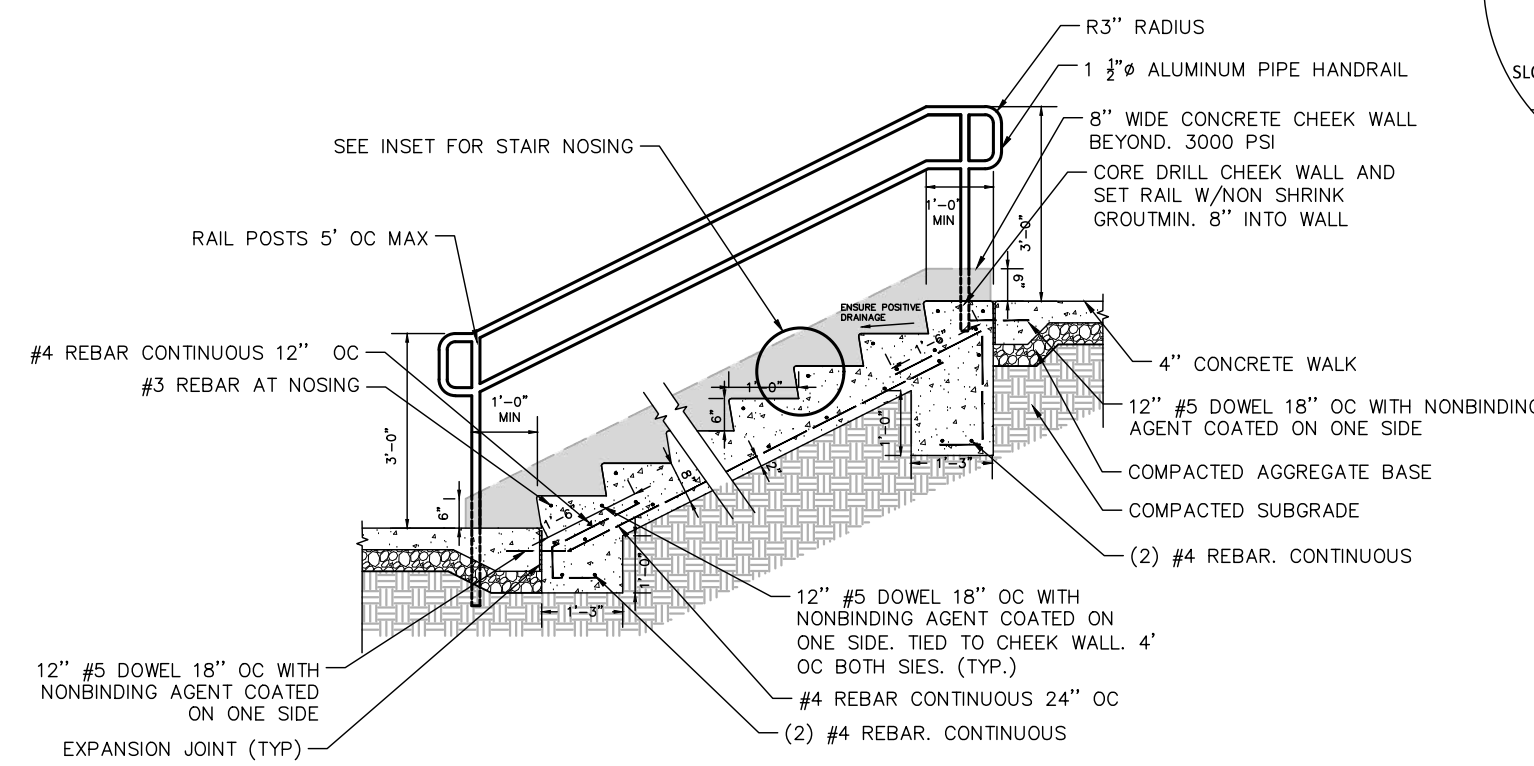 R3" RADIUS
1 ½"ø ALUMINUM PIPE HANDRAIL
8" WIDE CONCRETE CHEEK WALL
BEYOND. 3000 PSI
CORE DRILL CHEEK WALL AND
SET RAIL W/NON SHRINK
GROUTMIN. 8" INTO WALL
SEE INSET FOR STAIR NOSING
RAIL POSTS 5' OC MAX
#4 REBAR CONTINUOUS 12" OC
#3 REBAR AT NOSING
1'-0"
MIN
3'-0"
6"
ENSURE POSITIVE
DRAINAGE
1'-6"
1'-0"
6"
1'-0"
MIN
3'-0"
6"
1'-6"
8"
2"
1'-0"
1'-3"
1'-0"
1'-3"
4" CONCRETE WALK
12" #5 DOWEL 18" OC WITH NONBINDING
AGENT COATED ON ONE SIDE
COMPACTED AGGREGATE BASE
COMPACTED SUBGRADE
(2) #4 REBAR. CONTINUOUS
12" #5 DOWEL 18" OC WITH
NONBINDING AGENT COATED ON
ONE SIDE. TIED TO CHEEK WALL. 4'
OC BOTH SIES. (TYP.)
#4 REBAR CONTINUOUS 24" OC
(2) #4 REBAR. CONTINUOUS
12" #5 DOWEL 18" OC WITH
NONBINDING AGENT COATED
ON ONE SIDE
EXPANSION JOINT (TYP)